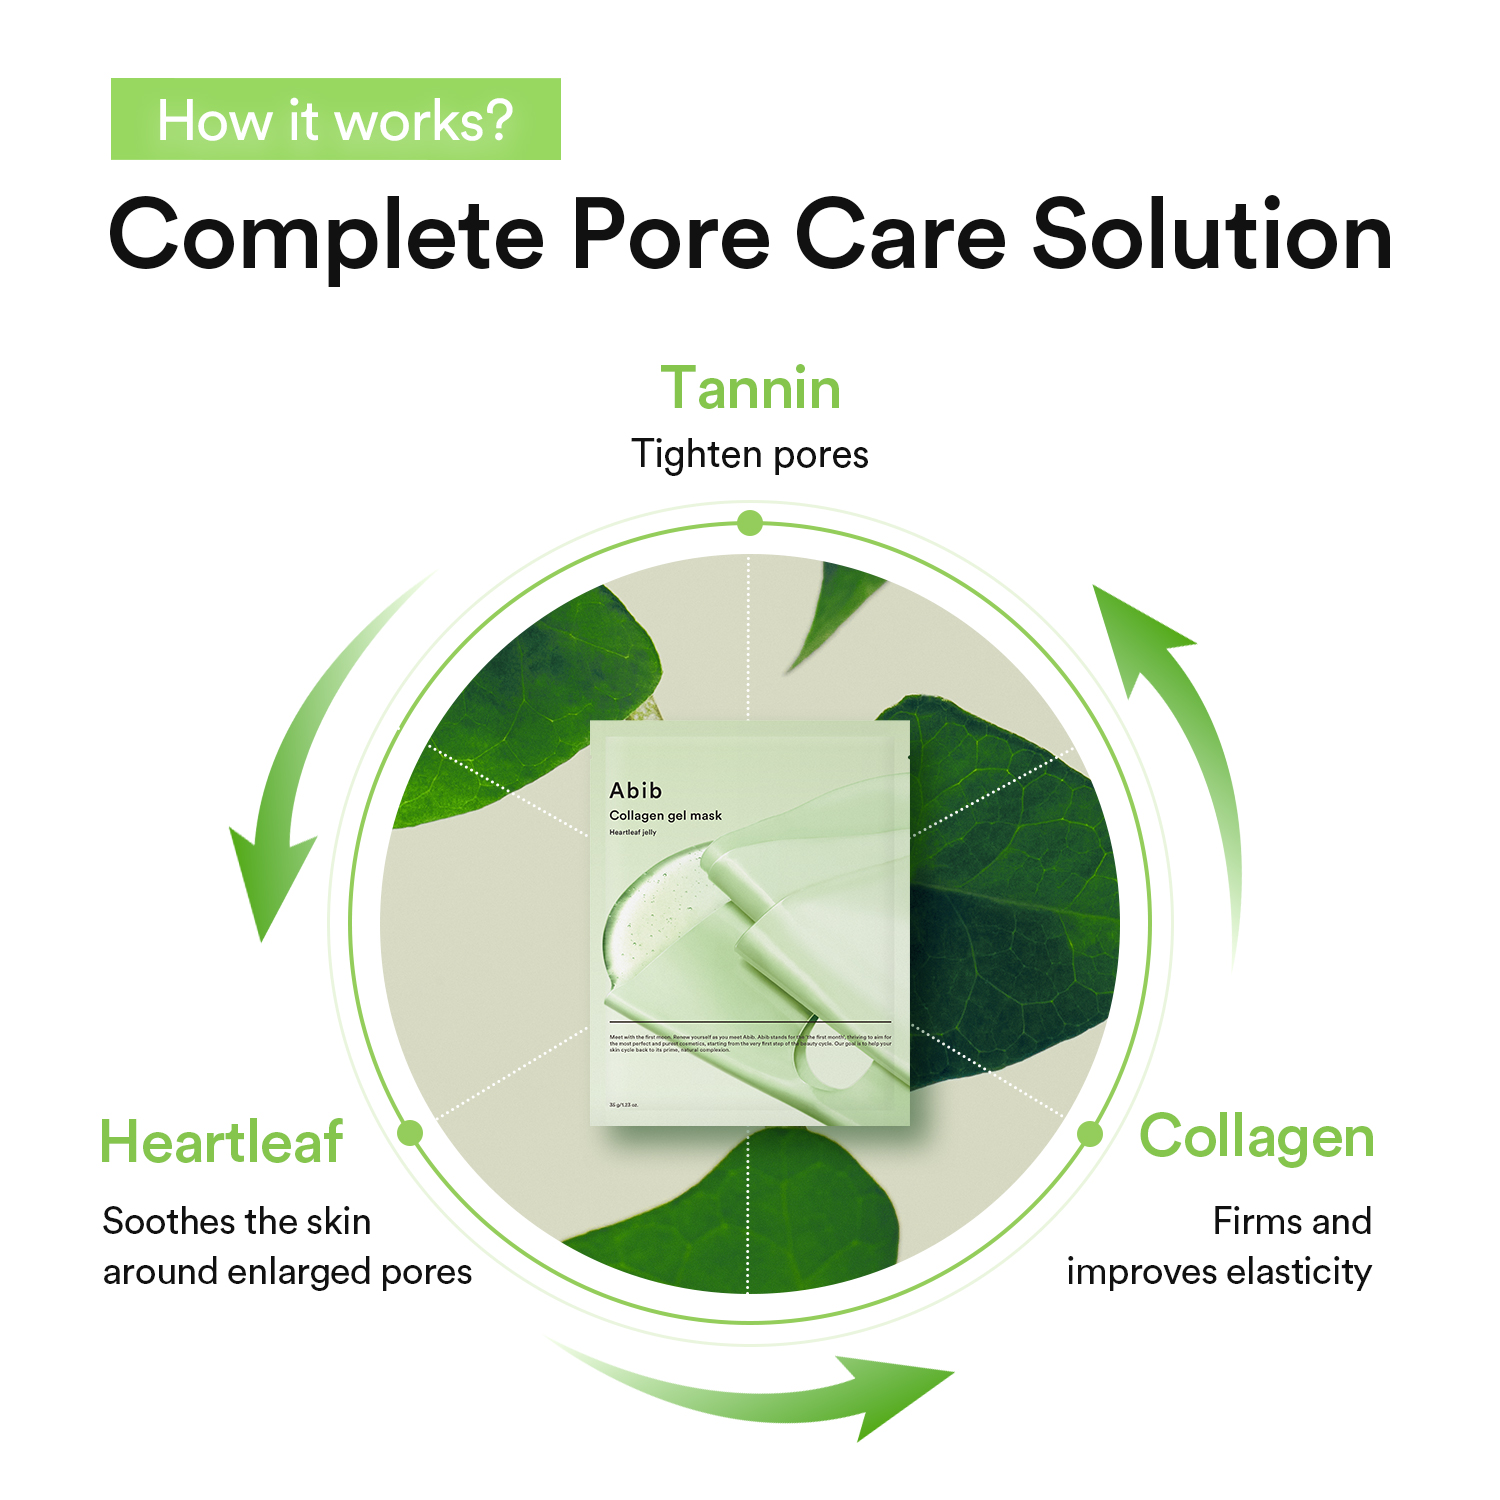 How it works?
Complete Pore Care Solution
Tannin
Tighten pores
Abib
Collagen gel mask
Heartleaf jelly
Meet with the first moon. Renew yourself as you meet Abib. Abib stands for the 'the first month', thriving to aim for
the most perfect and purest cosmetics, starting from the very first step of the beauty cycle. Our goal is to help your
skin cycle back to its prime, natural complexion.
35 g/1.23 oz.
Heartleaf
Soothes the skin
around enlarged pores
Collagen
Firms and
improves elasticity